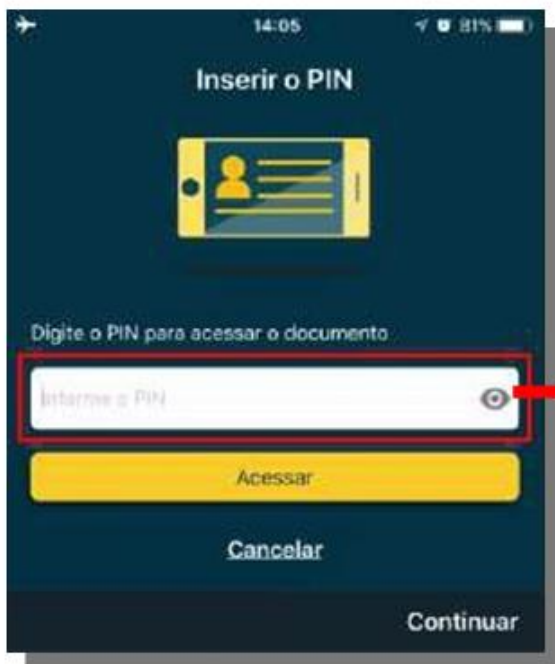 14:05
81%
Inserir o PIN
Digite o PIN para acessar o documento
Informe o PIN
Acessar
Cancelar
Continuar